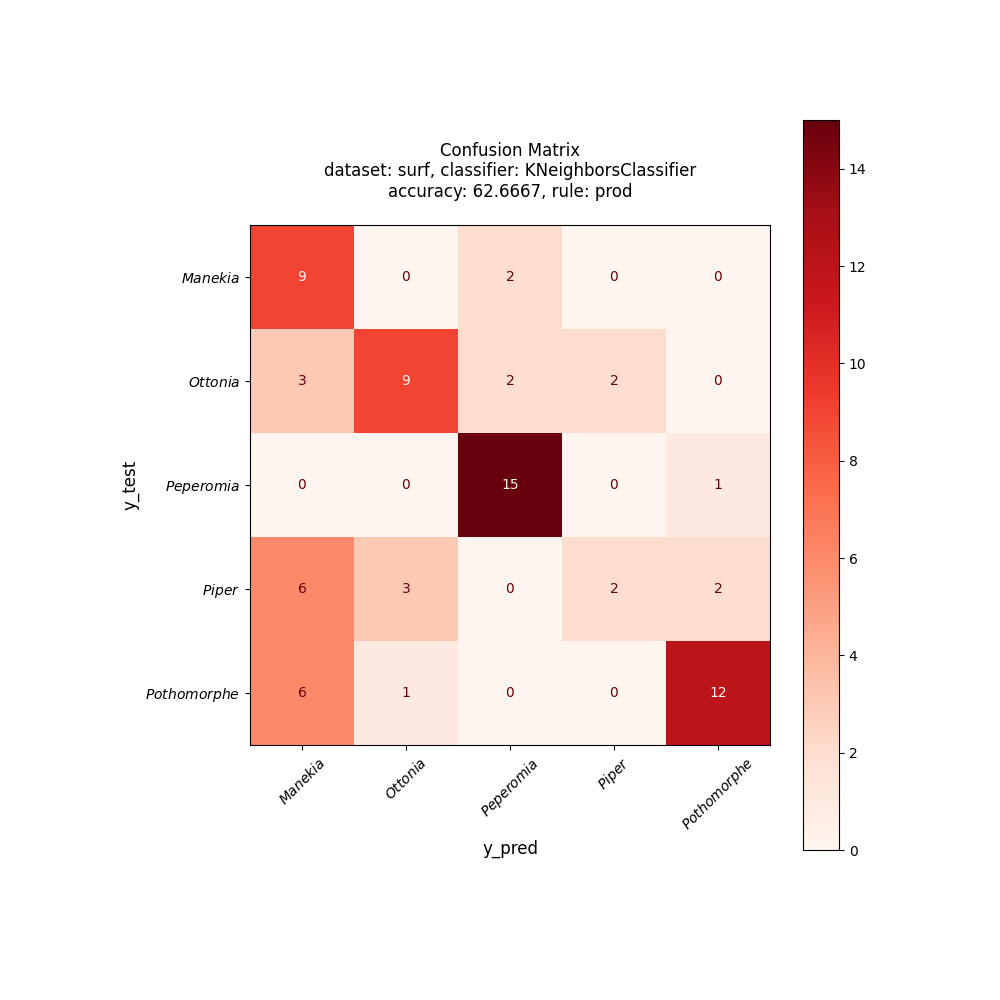 Confusion Matrix
dataset: surf, classifier: KNeighborsClassifier
accuracy: 62.6667, rule: prod
Manekia 9 0 2 0 0
Ottonia 3 9 2 2 0
Peperomia 0 0 15 0 1
Piper 6 3 0 2 2
Pothomorphe 6 1 0 0 12
Manekia Ottonia Peperomia Piper Pothomorphe
y_test
y_pred
14
12
10
8
6
4
2
0